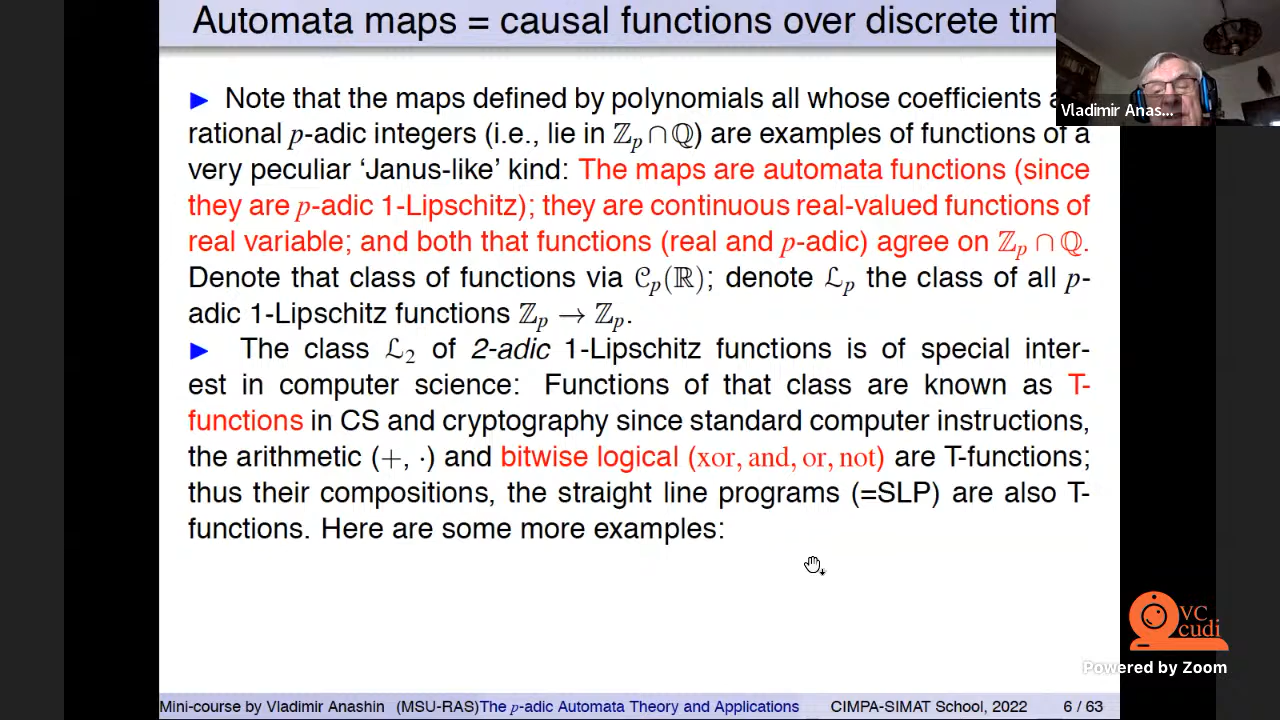 Automata maps = causal functions over discrete tim
Vladimir Anas...
▶ Note that the maps defined by polynomials all whose coefficients a
rational p-adic integers (i.e., lie in ℤₚ ∩ ℚ) are examples of functions of a
very peculiar ‘Janus-like’ kind: The maps are automata functions (since
they are p-adic 1-Lipschitz); they are continuous real-valued functions of
real variable; and both that functions (real and p-adic) agree on ℤₚ ∩ ℚ.
Denote that class of functions via 𝒞ₚ(ℝ); denote ℒₚ the class of all p-
adic 1-Lipschitz functions ℤₚ → ℤₚ.
▶ The class ℒ₂ of 2-adic 1-Lipschitz functions is of special inter-
est in computer science: Functions of that class are known as T-
functions in CS and cryptography since standard computer instructions,
the arithmetic (+, ·) and bitwise logical (xor, and, or, not) are T-functions;
thus their compositions, the straight line programs (=SLP) are also T-
functions. Here are some more examples:
VC
cudi
Powered by Zoom
Mini-course by Vladimir Anashin (MSU-RAS) The p-adic Automata Theory and Applications CIMPA-SIMAT School, 2022 6 / 63